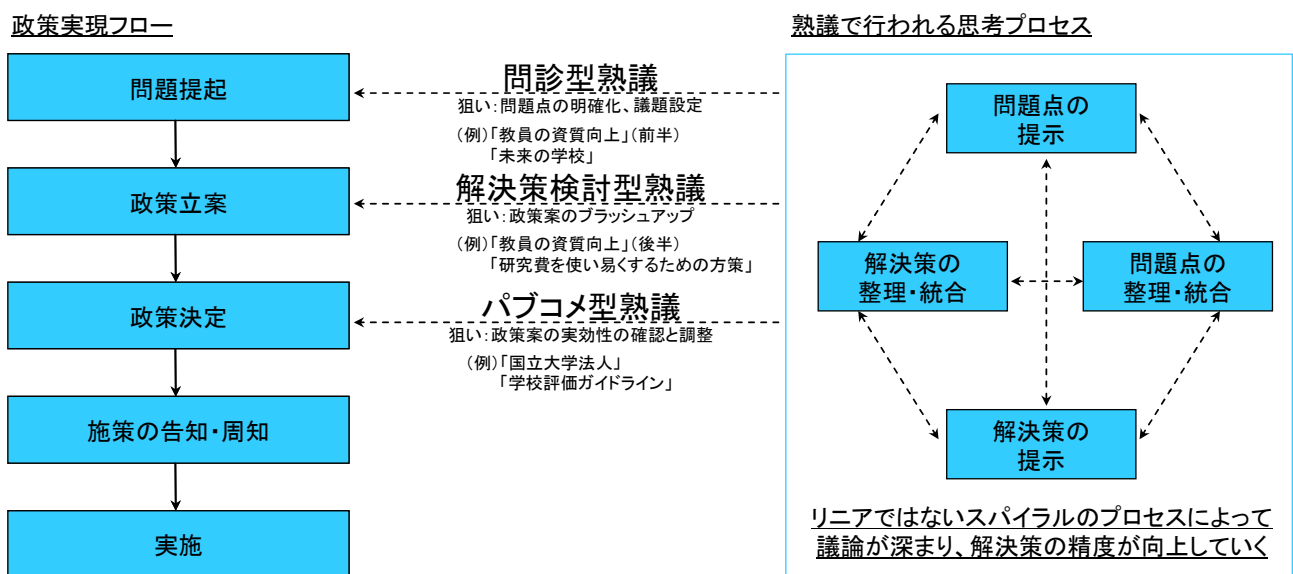 政策実現フロー
問題提起
政策立案
政策決定
施策の告知・周知
実施
問診型熟議
狙い:問題点の明確化、議題設定
(例)「教員の資質向上」(前半)
「未来の学校」
解決策検討型熟議
狙い:政策案のブラッシュアップ
(例)「教員の資質向上」(後半)
「研究費を使い易くするための方策」
パブコメ型熟議
狙い:政策案の実効性の確認と調整
(例)「国立大学法人」
「学校評価ガイドライン」
熟議で行われる思考プロセス
問題点の
提示
解決策の
整理・統合
問題点の
整理・統合
解決策の
提示
リニアではないスパイラルのプロセスによって
議論が深まり、解決策の精度が向上していく